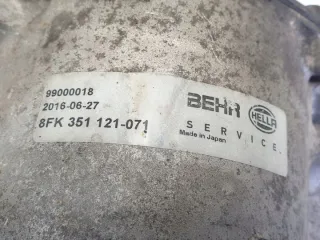 99000018
2016-06-27
8FK 351 121-071
BEHR HELLA
SERVICE
Made in Japan